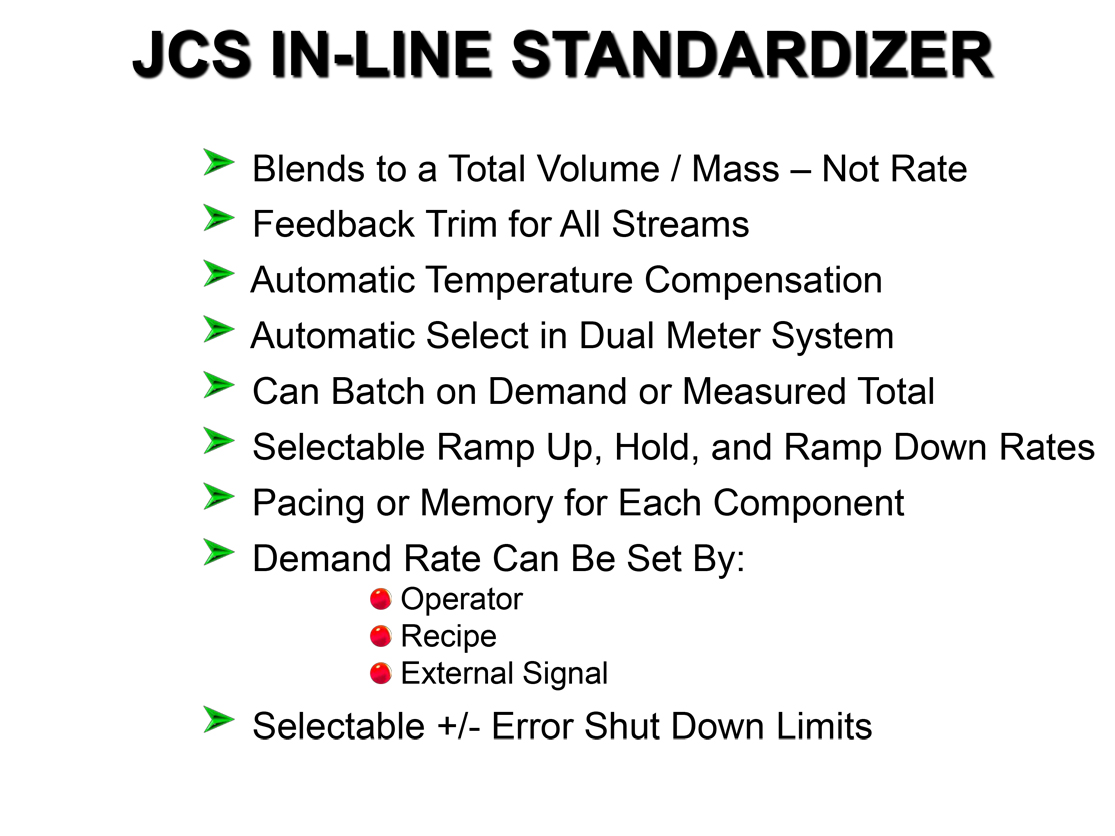 JCS IN-LINE STANDARDIZER
Blends to a Total Volume / Mass – Not Rate
Feedback Trim for All Streams
Automatic Temperature Compensation
Automatic Select in Dual Meter System
Can Batch on Demand or Measured Total
Selectable Ramp Up, Hold, and Ramp Down Rates
Pacing or Memory for Each Component
Demand Rate Can Be Set By:
Operator
Recipe
External Signal
Selectable +/- Error Shut Down Limits